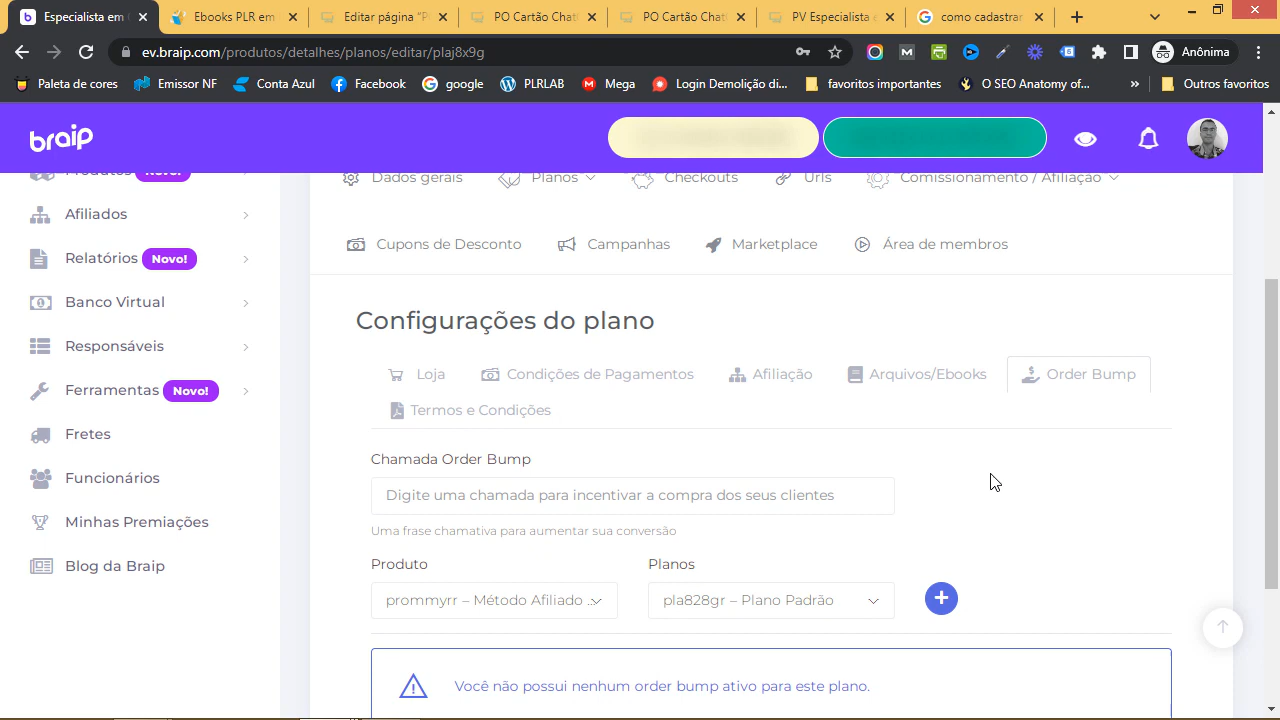 Especialista em
Ebooks PLR em
Editar página "P
PO Cartão Chat
PO Cartão Chat
PV Especialista e
como cadastrar
ev.braip.com/produtos/detalhes/planos/editar/plaj8x9g
Anônima
Paleta de cores
Emissor NF
Conta Azul
Facebook
google
PLRLAB
Mega
Login Demolição di...
favoritos importantes
O SEO Anatomy of...
»
Outros favoritos
braip
Produtos Novo!
Afiliados
Relatórios Novo!
Banco Virtual
Responsáveis
Ferramentas Novo!
Fretes
Funcionários
Minhas Premiações
Blog da Braip
Dados gerais
Planos
Checkouts
Urls
Comissionamento / Afiliação
Cupons de Desconto
Campanhas
Marketplace
Área de membros
Configurações do plano
Loja
Condições de Pagamentos
Afiliação
Arquivos/Ebooks
Order Bump
Termos e Condições
Chamada Order Bump
Digite uma chamada para incentivar a compra dos seus clientes
Uma frase chamativa para aumentar sua conversão
Produto
Planos
prommyrr – Método Afiliado ...
pla828gr – Plano Padrão
Você não possui nenhum order bump ativo para este plano.